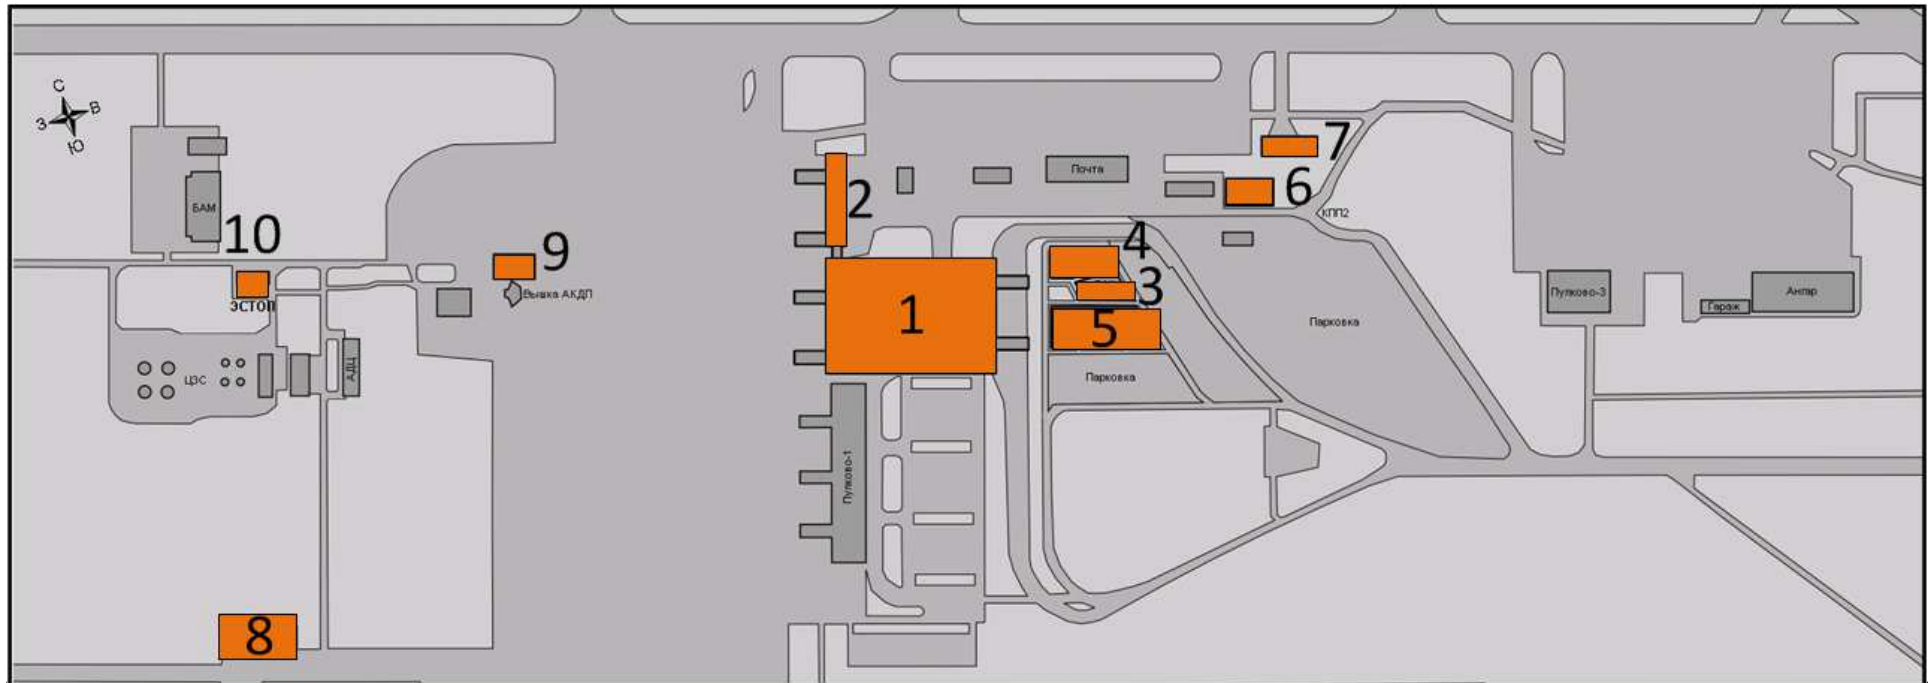 С
В
З
Ю
БАМ
10
ЭСТОП
9
Вышка АКДП
ЦЗС
АДЦ
8
2
1
Пулково-1
Почта
7
6
КПП2
4
3
5
Парковка
Парковка
Пулково-3
Гараж
Ангар